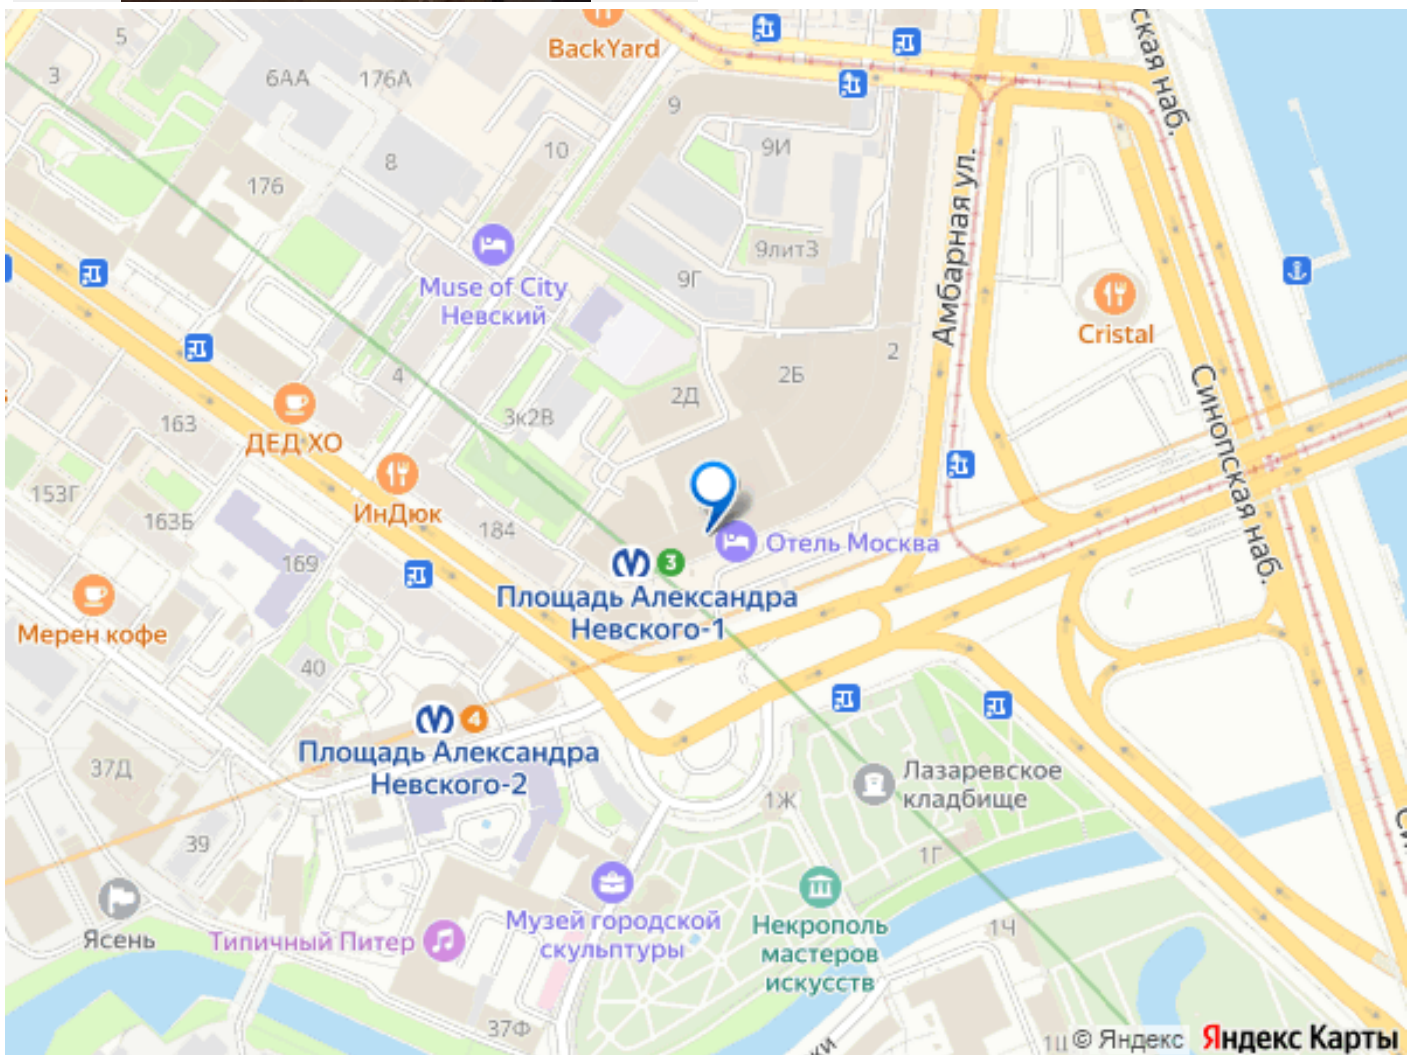 BackYard
ская наб.
5
3
6АА
176А
9
9И
10
8
176
Амбарная ул.
9лит3
9Г
Muse of City
Невский
Cristal
2
2Б
4
2Д
3к2В
Синопская наб.
163
ДЕД ХО
153Г
163Б
ИнДюк
184
Отель Москва
169
3
Площадь Александра
Невского-1
Мерен кофе
40
4
Площадь Александра
Невского-2
37Д
Лазаревское
кладбище
1Ж
39
1Г
Музей городской
скульптуры
Некрополь
мастеров
искусств
1Ч
Ясень
Типичный Питер
37Ф
1Ц
© Яндекс
Яндекс Карты